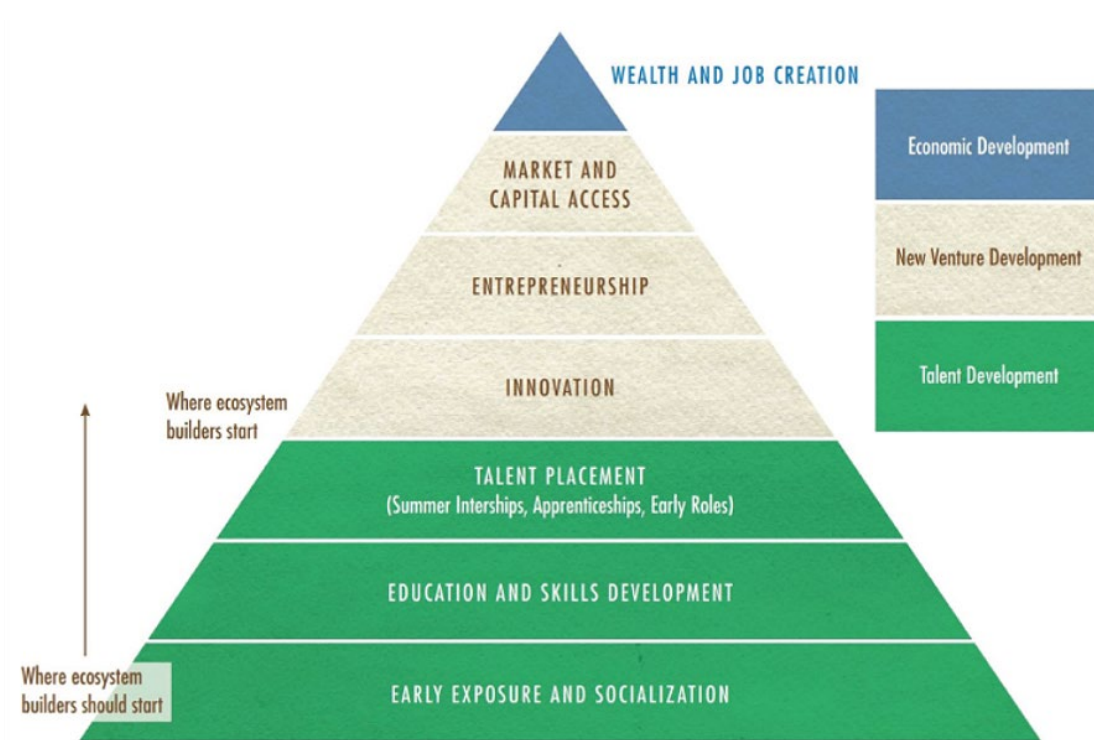 WEALTH AND JOB CREATION
Economic Development
MARKET AND
CAPITAL ACCESS
New Venture Development
ENTREPRENEURSHIP
Talent Development
INNOVATION
Where ecosystem
builders start
TALENT PLACEMENT
(Summer Interships, Apprenticeships, Early Roles)
EDUCATION AND SKILLS DEVELOPMENT
Where ecosystem
builders should start
EARLY EXPOSURE AND SOCIALIZATION